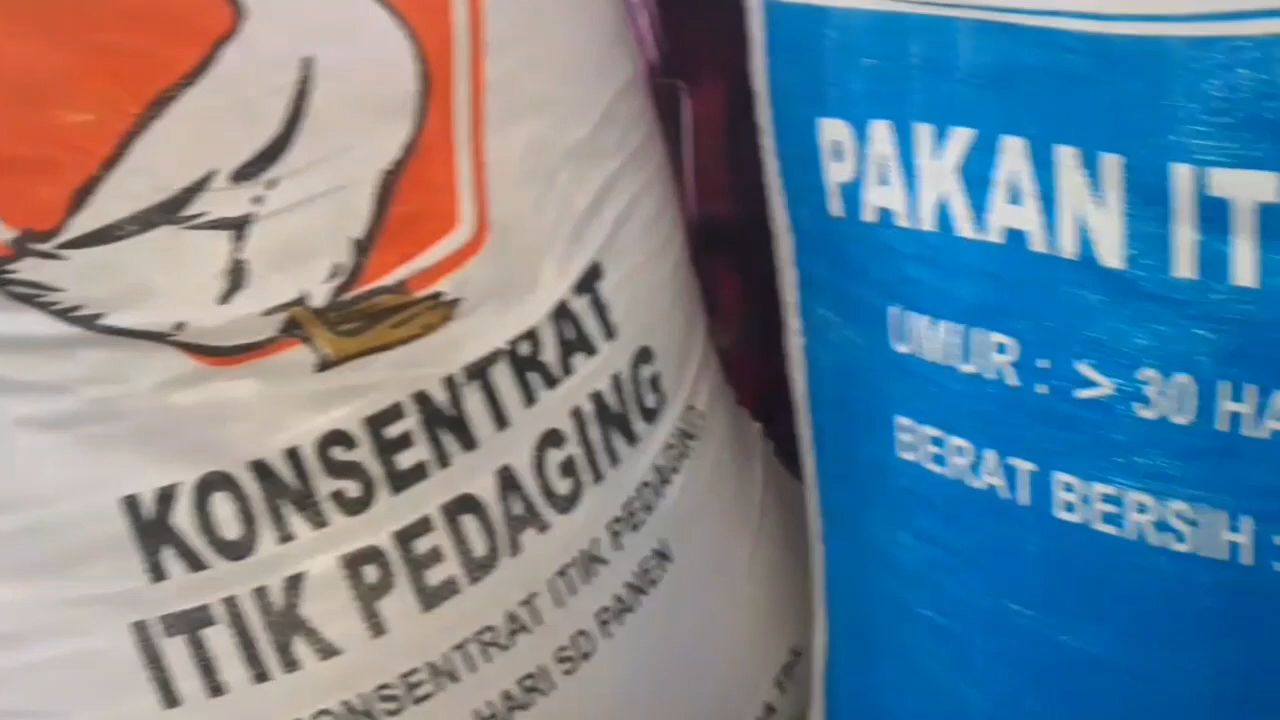 KONSENTRAT
ITIK PEDAGING
KONSENTRAT ITIK PEDAGING
HARI SD PANEN
PAKAN IT
UMUR : > 30 HA
BERAT BERSIH :